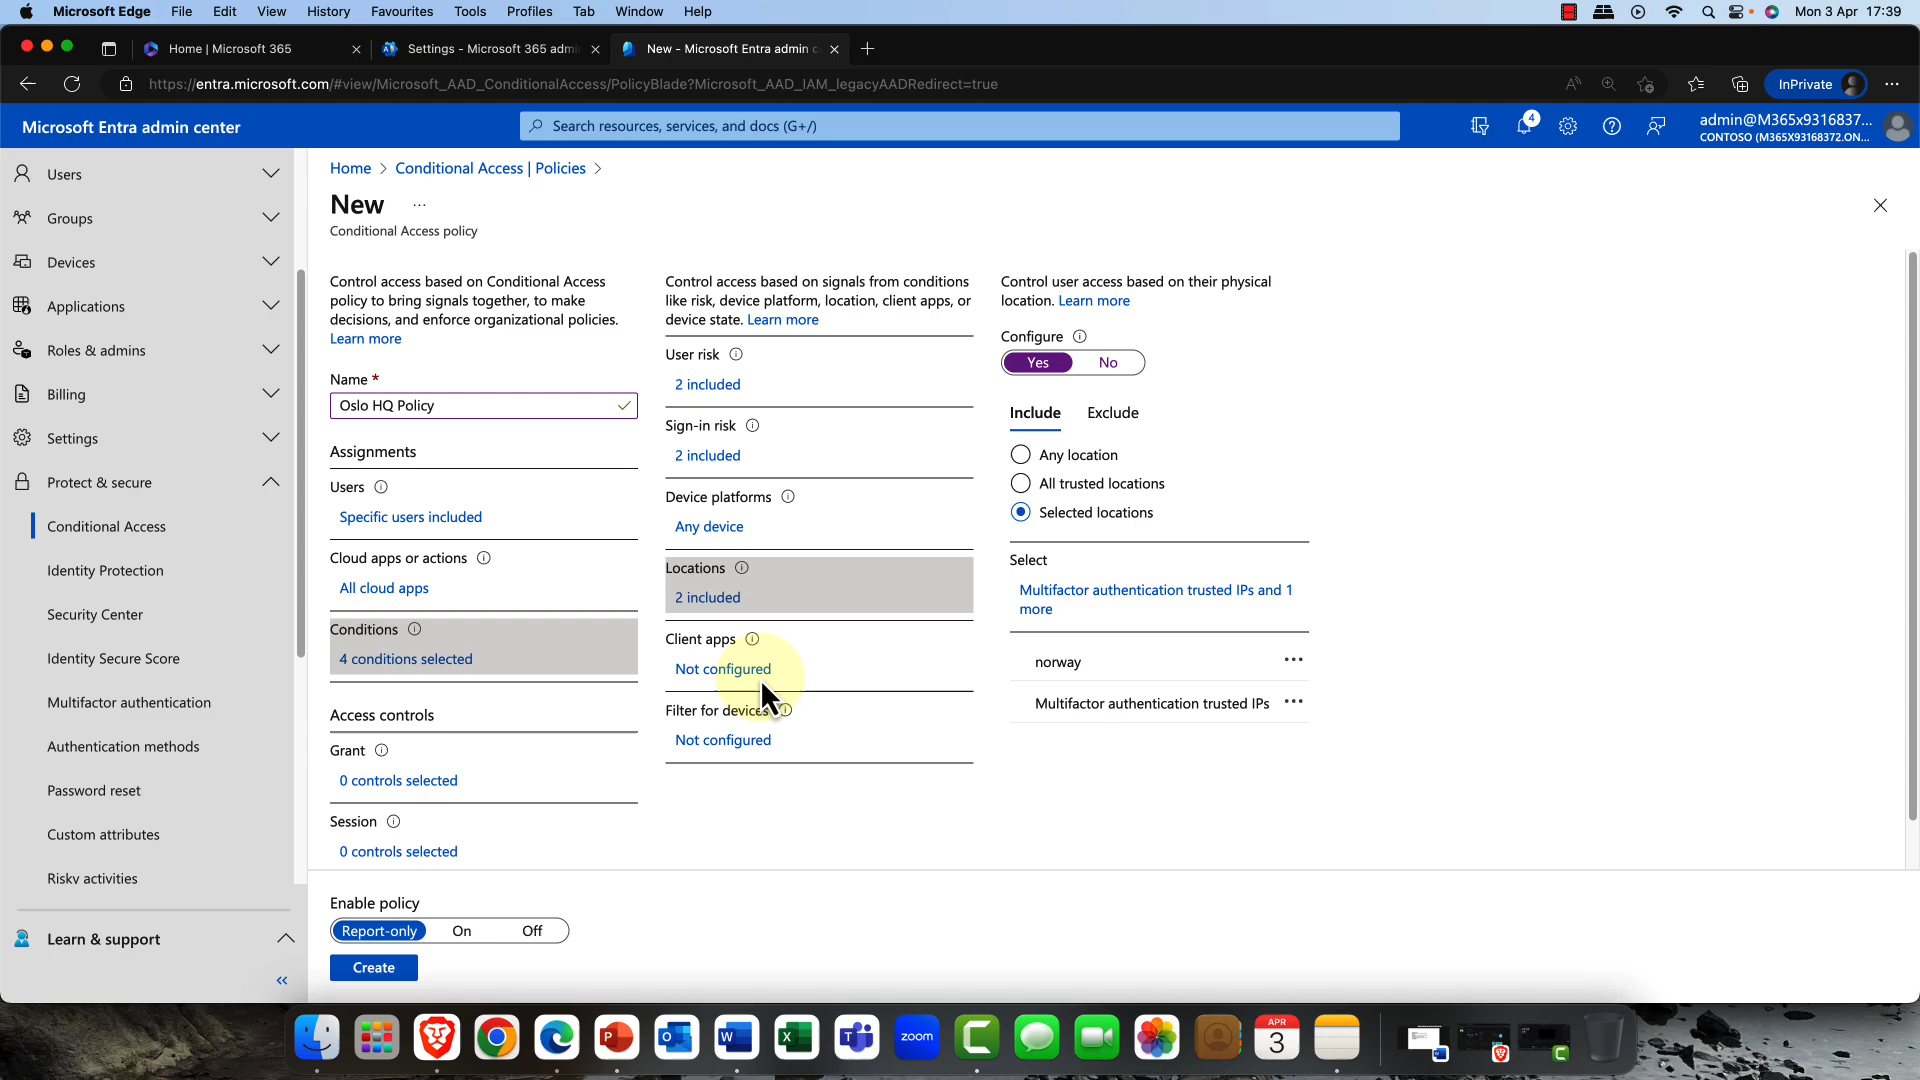 Microsoft Edge File Edit View History Favourites Tools Profiles Tab Window Help Mon 3 Apr 17:39
Home | Microsoft 365
Settings - Microsoft 365 admi
New - Microsoft Entra admin c
https://entra.microsoft.com/#view/Microsoft_AAD_ConditionalAccess/PolicyBlade?Microsoft_AAD_IAM_legacyAADRedirect=true
InPrivate
Microsoft Entra admin center
Search resources, services, and docs (G+/)
4
admin@M365x9316837...
CONTOSO (M365X93168372.ON...
Users
Groups
Devices
Applications
Roles & admins
Billing
Settings
Protect & secure
Conditional Access
Identity Protection
Security Center
Identity Secure Score
Multifactor authentication
Authentication methods
Password reset
Custom attributes
Risky activities
Learn & support
«
Home > Conditional Access | Policies >
New ...
Conditional Access policy
Control access based on Conditional Access
policy to bring signals together, to make
decisions, and enforce organizational policies.
Learn more
Name *
Oslo HQ Policy
Assignments
Users
Specific users included
Cloud apps or actions
All cloud apps
Conditions
4 conditions selected
Access controls
Grant
0 controls selected
Session
0 controls selected
Control access based on signals from conditions
like risk, device platform, location, client apps, or
device state. Learn more
User risk
2 included
Sign-in risk
2 included
Device platforms
Any device
Locations
2 included
Client apps
Not configured
Filter for devices
Not configured
Control user access based on their physical
location. Learn more
Configure
Yes No
Include Exclude
Any location
All trusted locations
Selected locations
Select
Multifactor authentication trusted IPs and 1
more
norway
Multifactor authentication trusted IPs
Enable policy
Report-only On Off
Create
zoom
APR
3